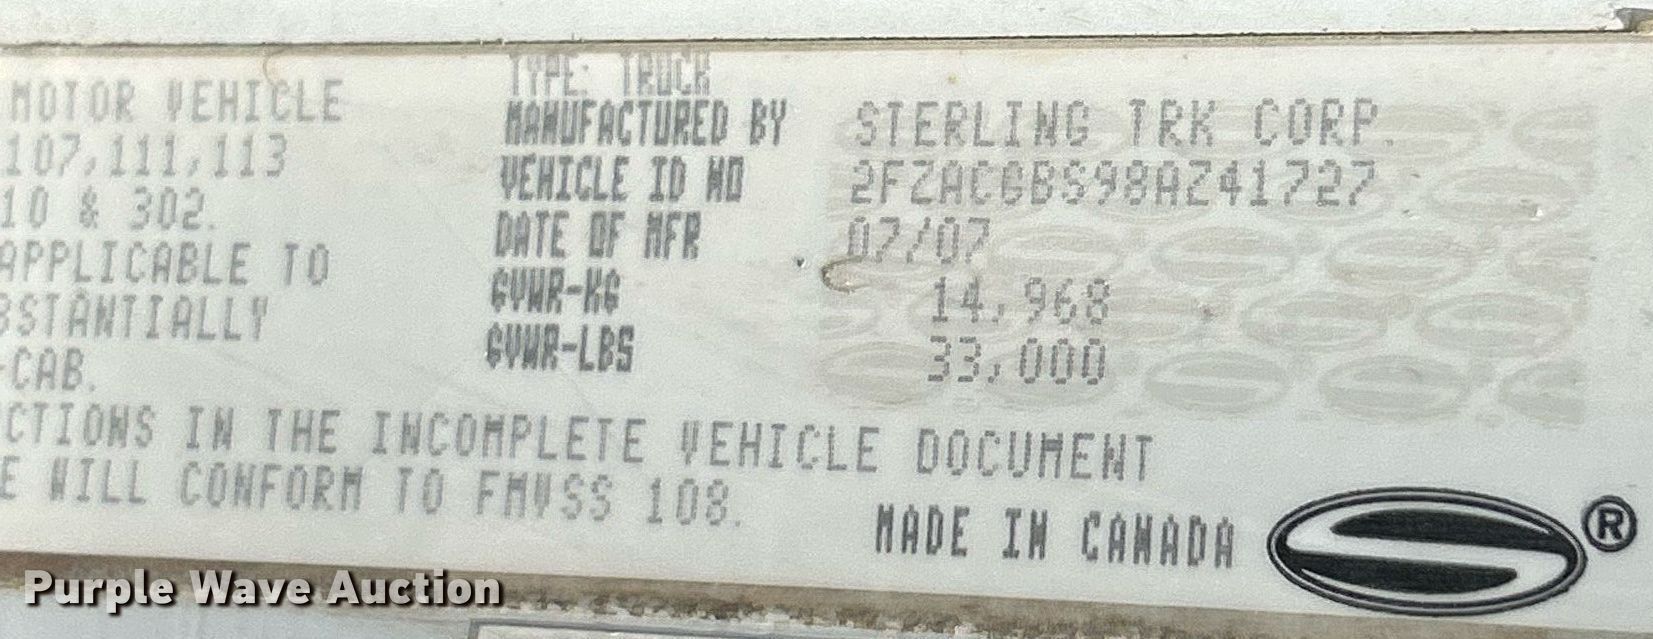 TYPE: TRUCK
MOTOR VEHICLE MANUFACTURED BY STERLING TRK CORP.
107,111,113 VEHICLE ID NO 2FZACGBS98AZ41727
10 & 302. DATE OF MFR 07/07
APPLICABLE TO GVWR-KG 14,968
BSTANTIALLY GVWR-LBS 33,000
-CAB.
CTIONS IN THE INCOMPLETE VEHICLE DOCUMENT
E WILL CONFORM TO FMVSS 108.
MADE IN CANADA ®
Purple Wave Auction